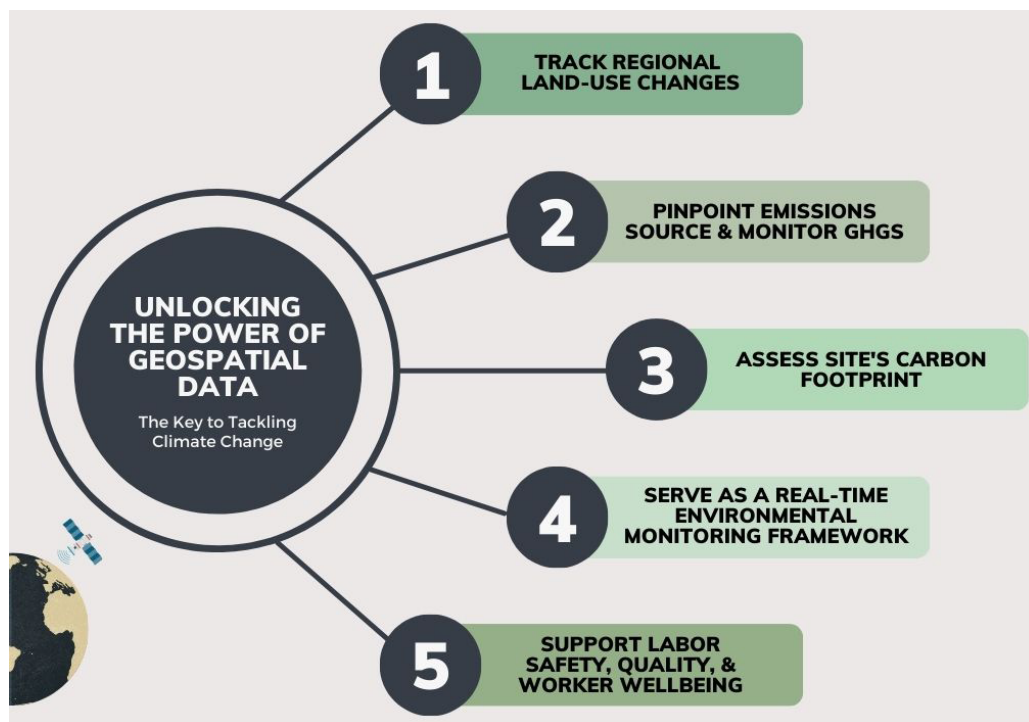 UNLOCKING
THE POWER OF
GEOSPATIAL
DATA
The Key to Tackling
Climate Change
1
TRACK REGIONAL
LAND-USE CHANGES
2
PINPOINT EMISSIONS
SOURCE & MONITOR GHGS
3
ASSESS SITE'S CARBON
FOOTPRINT
4
SERVE AS A REAL-TIME
ENVIRONMENTAL
MONITORING FRAMEWORK
5
SUPPORT LABOR
SAFETY, QUALITY, &
WORKER WELLBEING